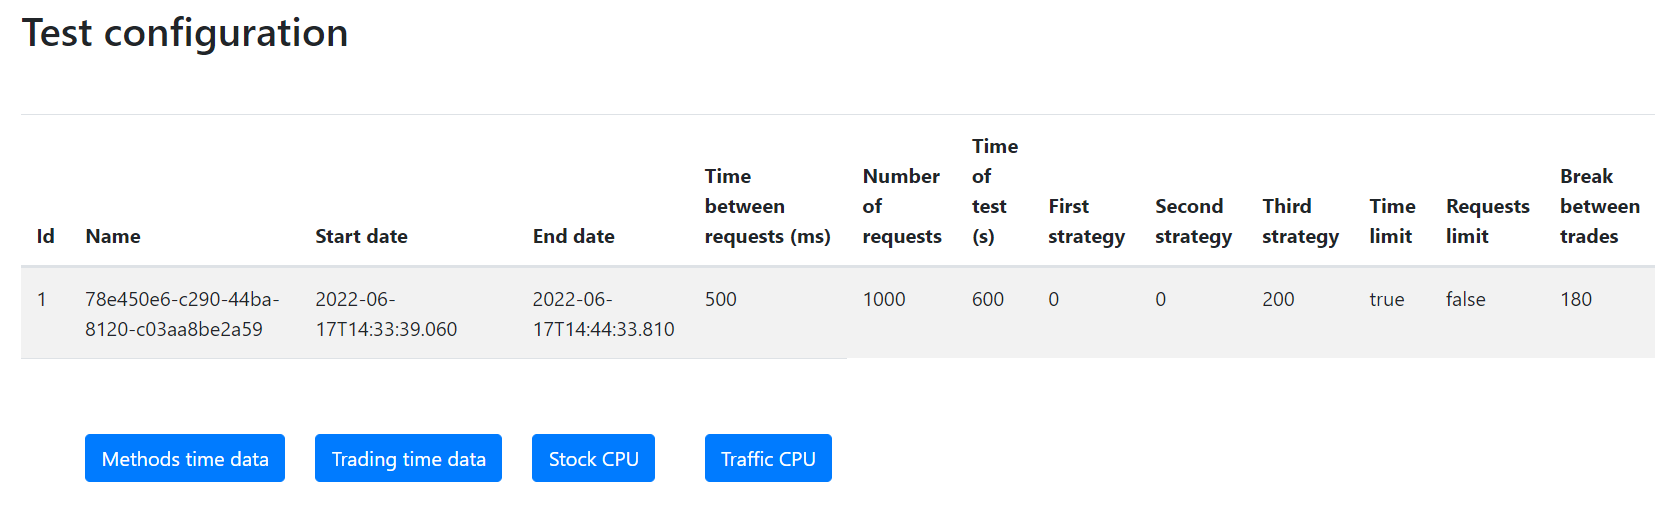 Test configuration
Id
Name
Start date
End date
Time
between
requests (ms)
Number
of
requests
Time
of
test
(s)
First
strategy
Second
strategy
Third
strategy
Time
limit
Requests
limit
Break
between
trades
1
78e450e6-c290-44ba-
8120-c03aa8be2a59
2022-06-
17T14:33:39.060
2022-06-
17T14:44:33.810
500
1000
600
0
0
200
true
false
180
Methods time data
Trading time data
Stock CPU
Traffic CPU